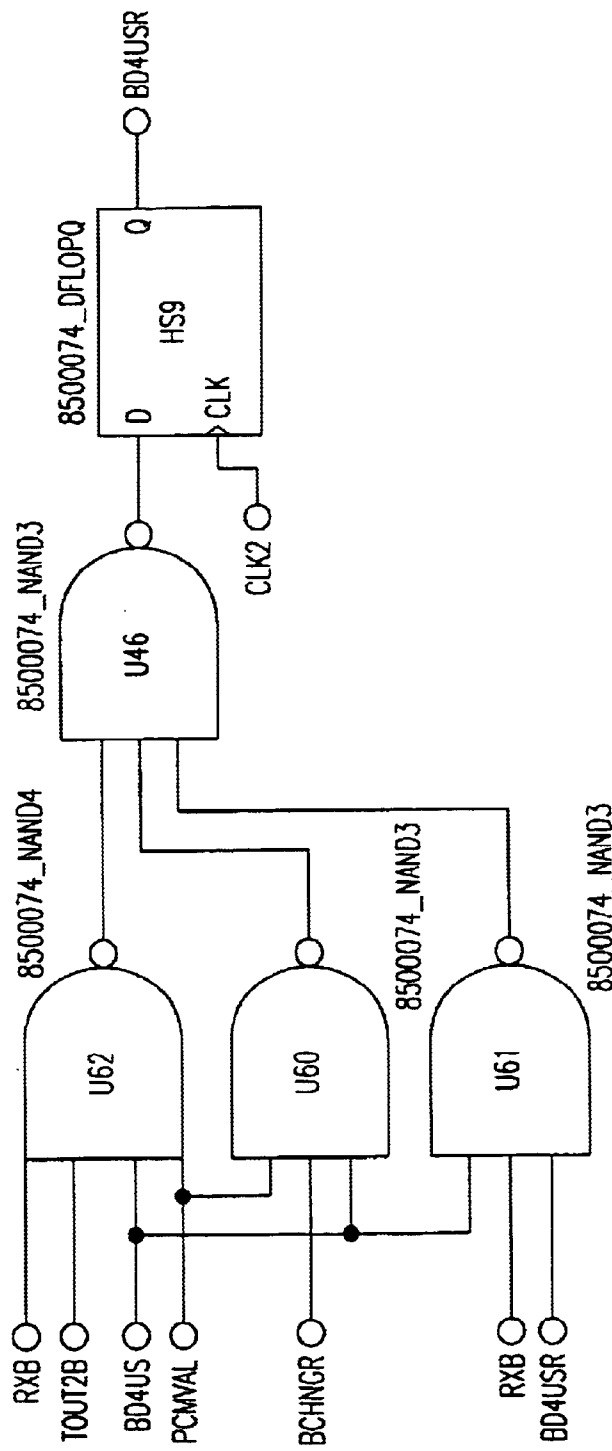 RXB
TOUT2B
BD4US
PCMVAL
BCHNGR
RXB
BD4USR
8500074_NAND4
U62
U60
8500074_NAND3
U61
8500074_NAND3
8500074_NAND3
U46
CLK2
8500074_DFLOPQ
D
Q
HS9
CLK
BD4USR